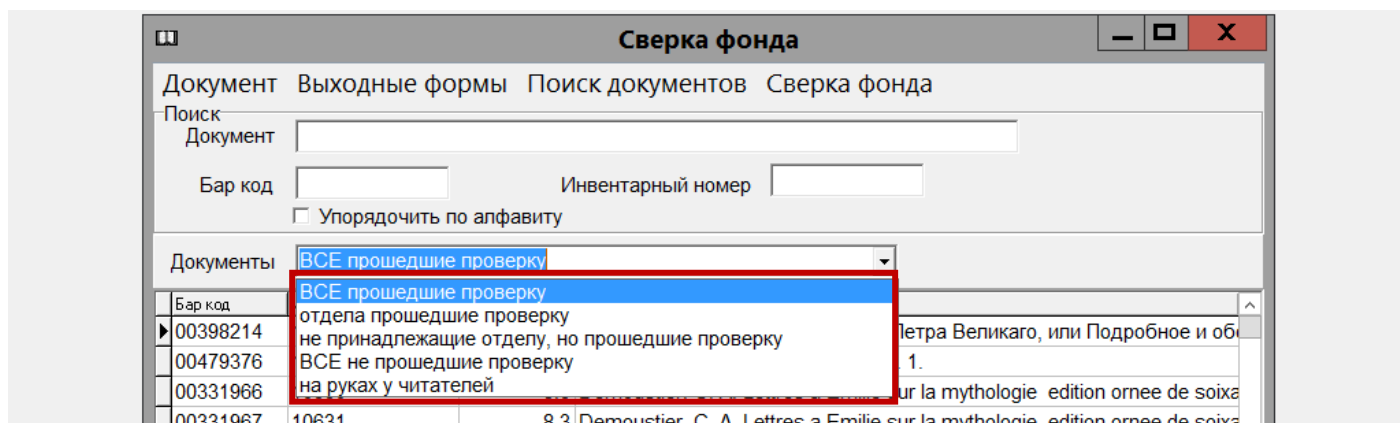 Сверка фонда
Документ Выходные формы Поиск документов Сверка фонда
Поиск
Документ
Бар код Инвентарный номер
Упорядочить по алфавиту
Документы ВСЕ прошедшие проверку
ВСЕ прошедшие проверку
отдела прошедшие проверку
не принадлежащие отделу, но прошедшие проверку
ВСЕ не прошедшие проверку
на руках у читателей
Бар код
00398214 Петра Великаго, или Подробное и об
00479376 1.
00331966 sur la mythologie edition ornee de soixa
00331967 10631 8.3 Demoustier, C. A. Lettres a Emilie sur la mythologie edition ornee de soixa